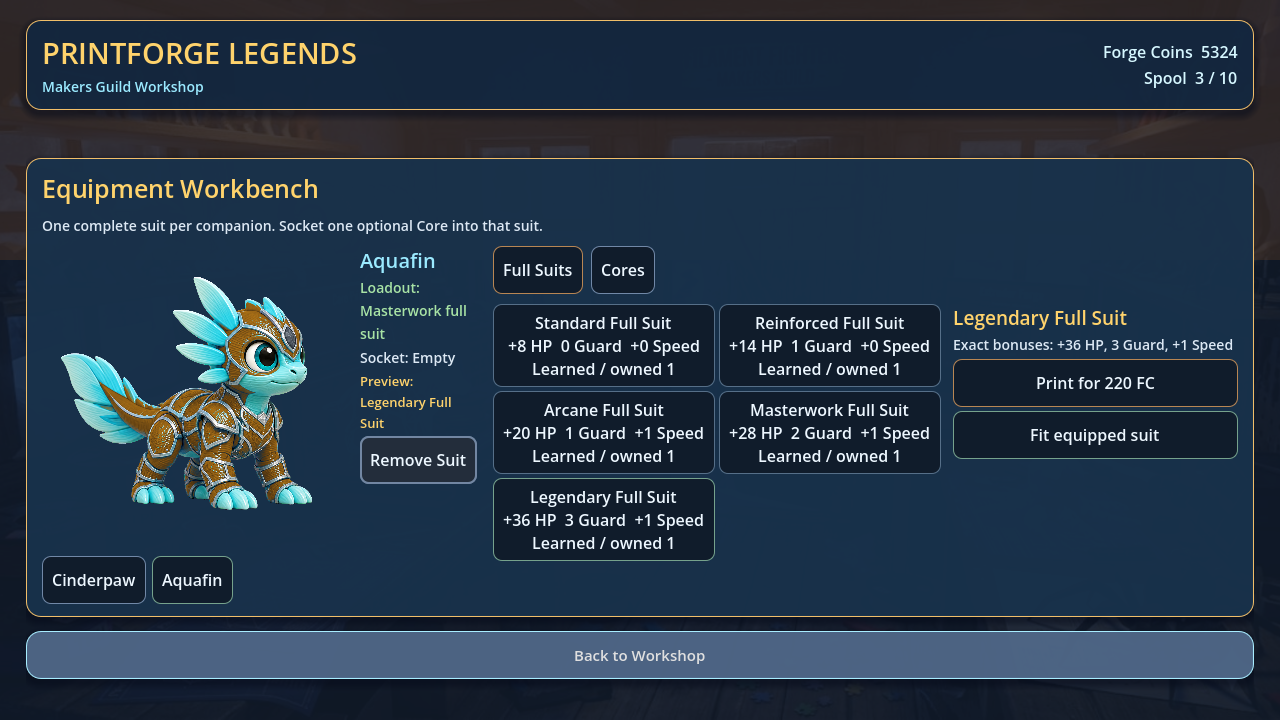 PRINTFORGE LEGENDS
Makers Guild Workshop
Forge Coins 5324
Spool 3 / 10
Equipment Workbench
One complete suit per companion. Socket one optional Core into that suit.
Aquafin
Loadout:
Masterwork full
suit
Socket: Empty
Preview:
Legendary Full
Suit
Remove Suit
Full Suits
Cores
Standard Full Suit
+8 HP 0 Guard +0 Speed
Learned / owned 1
Reinforced Full Suit
+14 HP 1 Guard +0 Speed
Learned / owned 1
Arcane Full Suit
+20 HP 1 Guard +1 Speed
Learned / owned 1
Masterwork Full Suit
+28 HP 2 Guard +1 Speed
Learned / owned 1
Legendary Full Suit
+36 HP 3 Guard +1 Speed
Learned / owned 1
Legendary Full Suit
Exact bonuses: +36 HP, 3 Guard, +1 Speed
Print for 220 FC
Fit equipped suit
Cinderpaw
Aquafin
Back to Workshop